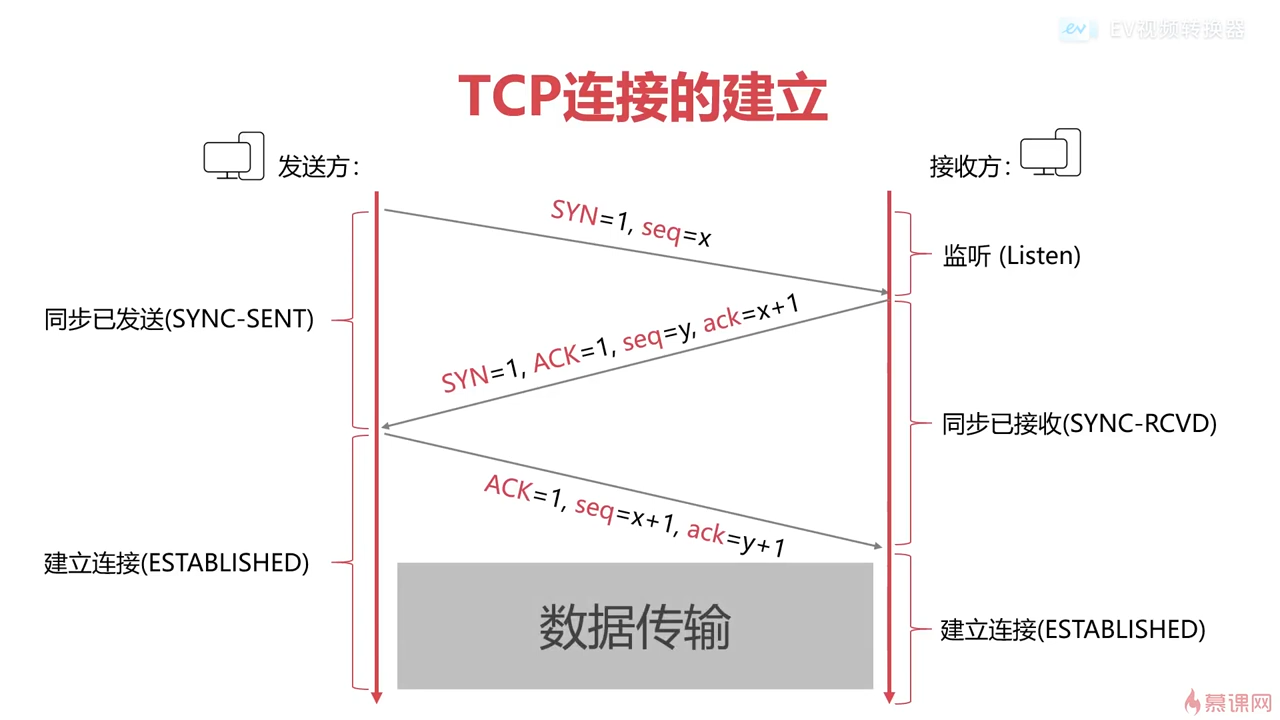 EV视频转换器
TCP连接的建立
发送方：
接收方：
SYN=1, seq=x
监听 (Listen)
同步已发送(SYNC-SENT)
SYN=1, ACK=1, seq=y, ack=x+1
同步已接收(SYNC-RCVD)
ACK=1, seq=x+1, ack=y+1
建立连接(ESTABLISHED)
数据传输
建立连接(ESTABLISHED)
慕课网